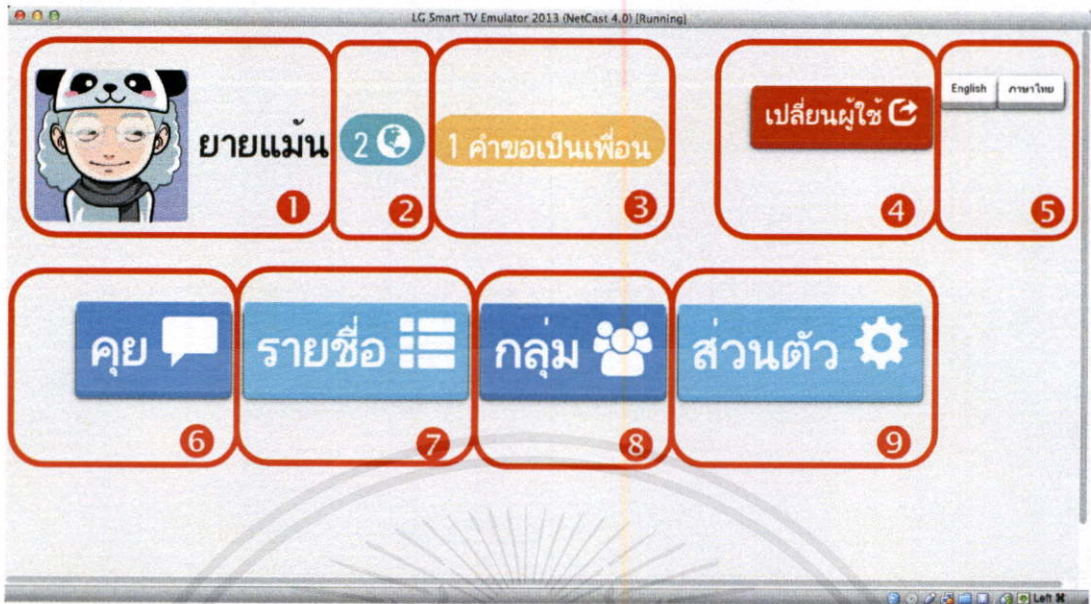 LG Smart TV Emulator 2013 (NetCast 4.0) [Running]
ยายแม้น
1
2
2
1 คำขอเป็นเพื่อน
3
เปลี่ยนผู้ใช้
4
English
ภาษาไทย
5
คุย
6
รายชื่อ
7
กลุ่ม
8
ส่วนตัว
9
Left ⌘